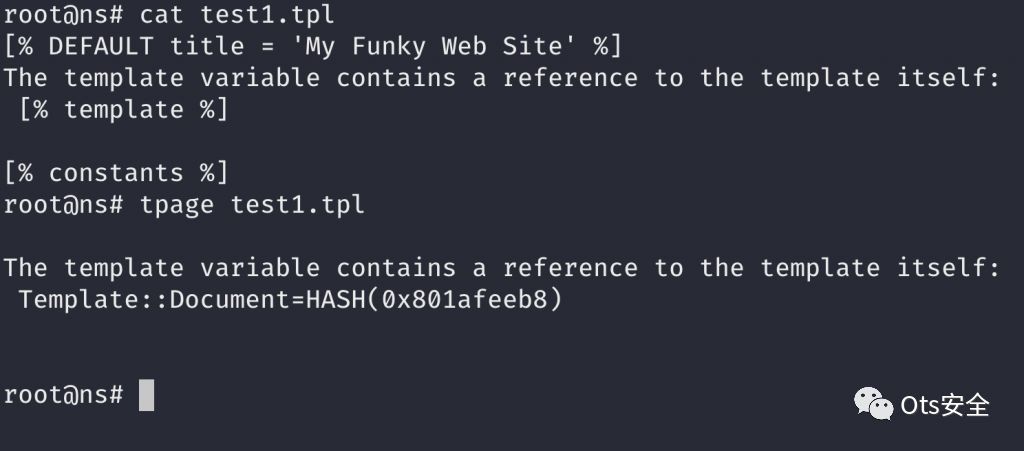 root@ns# cat test1.tpl
[% DEFAULT title = 'My Funky Web Site' %]
The template variable contains a reference to the template itself:
 [% template %]
[% constants %]
root@ns# tpage test1.tpl
The template variable contains a reference to the template itself:
 Template::Document=HASH(0x801afeeb8)
root@ns#
Ots安全